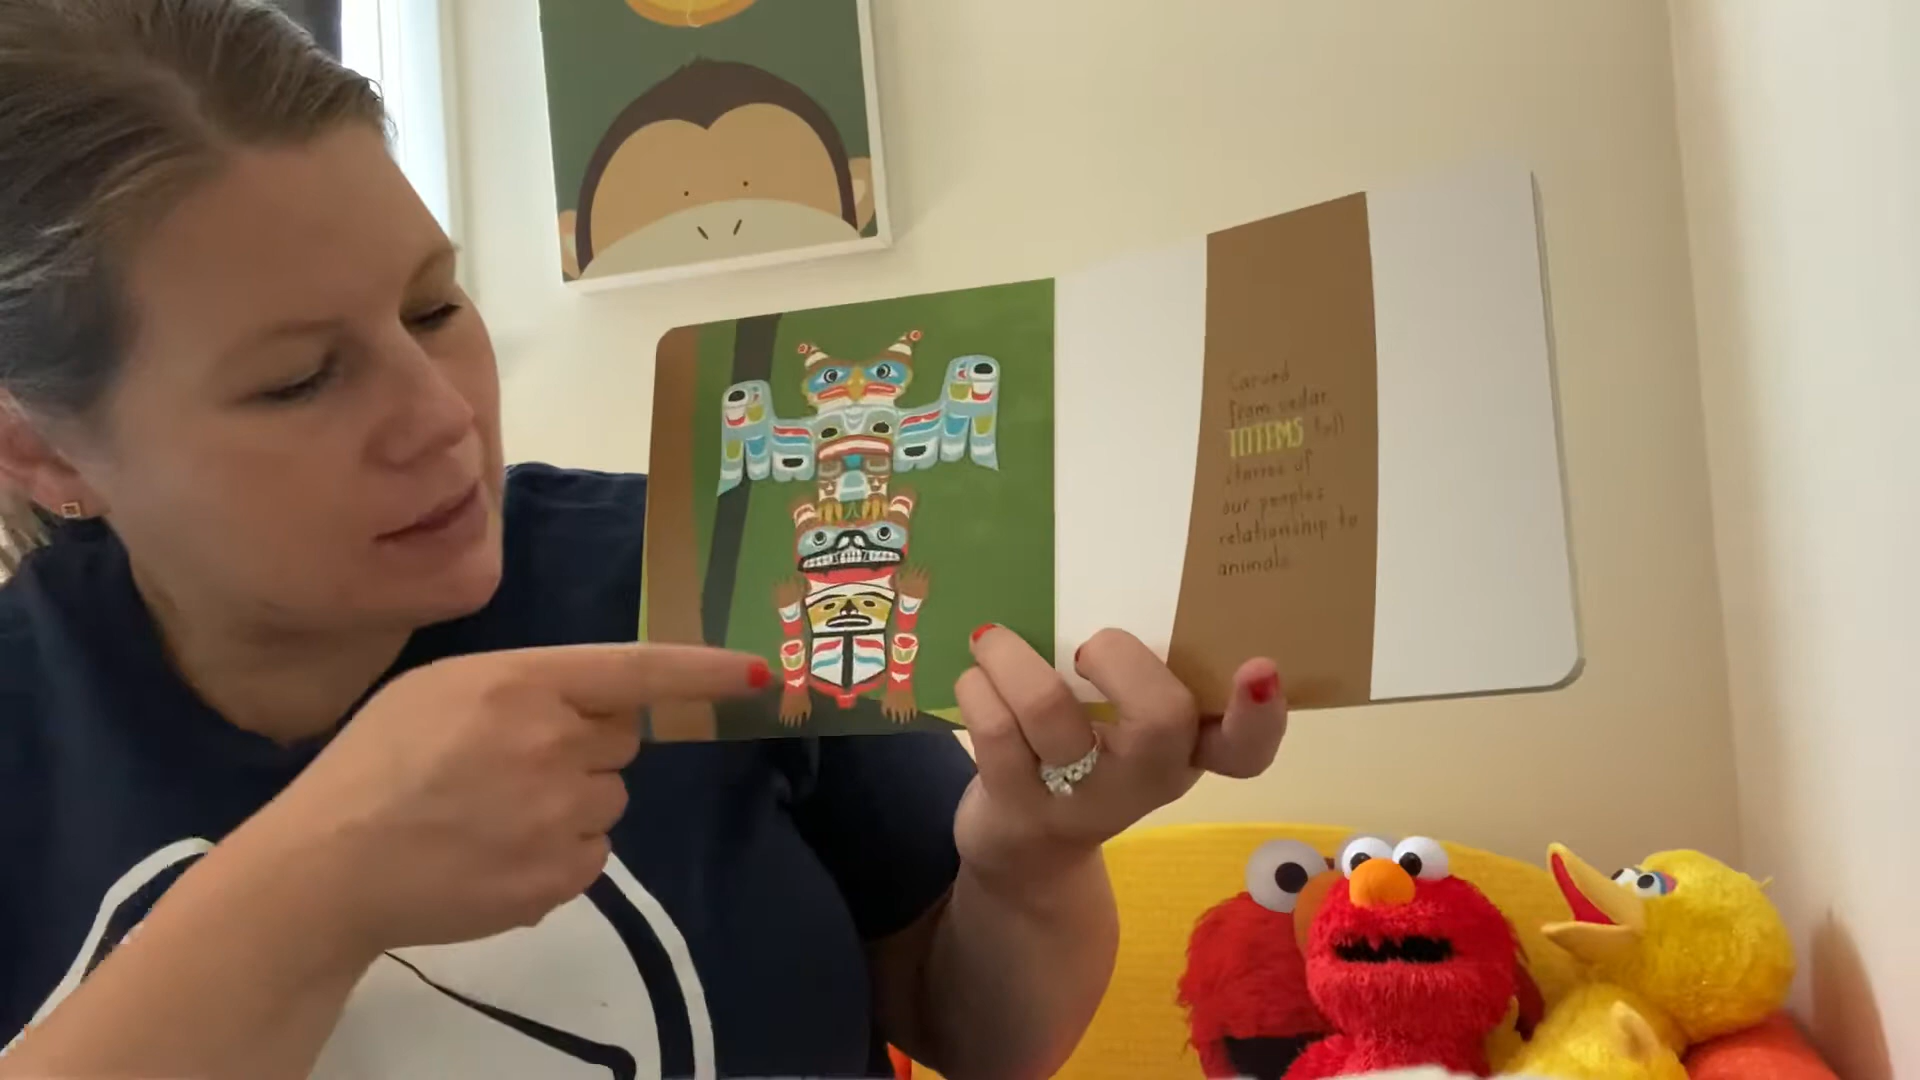 Carved
from cedar
TOTEMS tell
stories of
our peoples
relationship to
animals